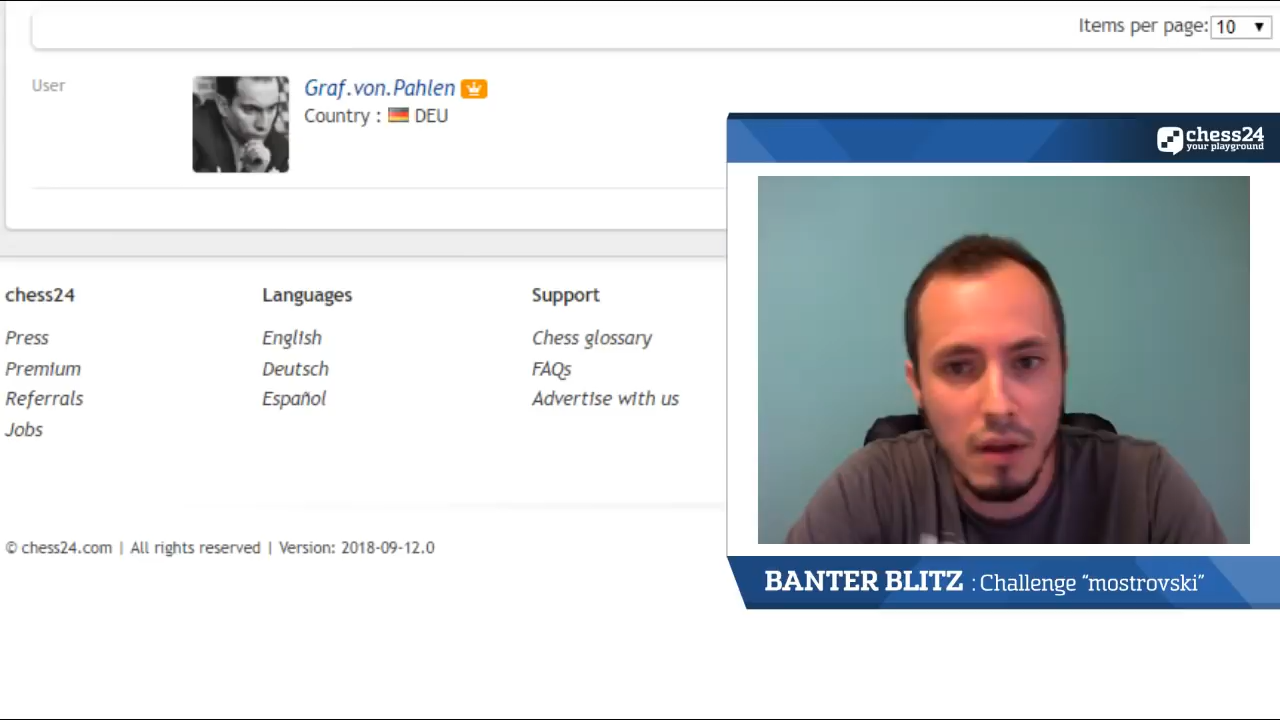 Items per page: 10
User
Graf.von.Pahlen
Country : DEU
chess24
your playground
chess24
Languages
Support
Press
English
Chess glossary
Premium
Deutsch
FAQs
Referrals
Español
Advertise with us
Jobs
© chess24.com | All rights reserved | Version: 2018-09-12.0
BANTER BLITZ : Challenge “mostrovski”